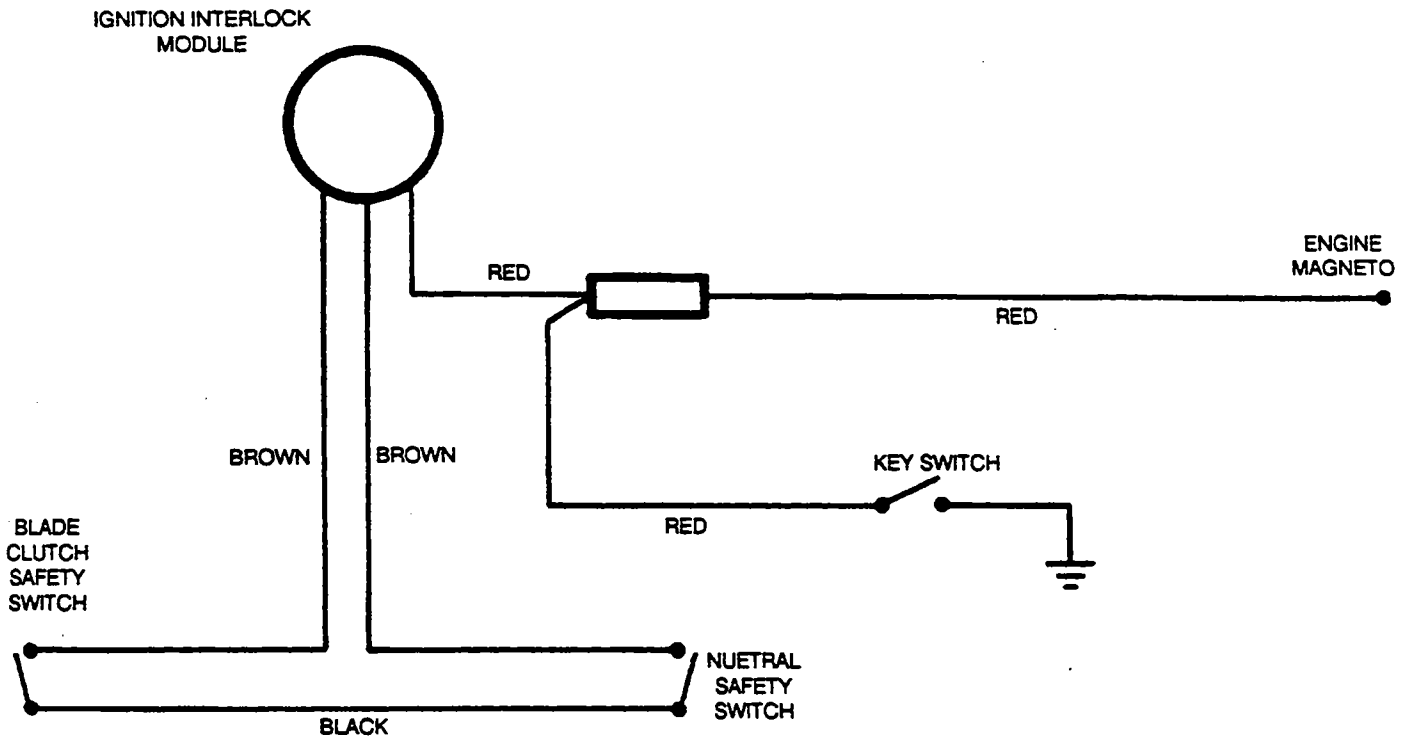 IGNITION INTERLOCK
MODULE
ENGINE
MAGNETO
RED
RED
BROWN
BROWN
KEY SWITCH
RED
BLADE
CLUTCH
SAFETY
SWITCH
NUETRAL
SAFETY
SWITCH
BLACK